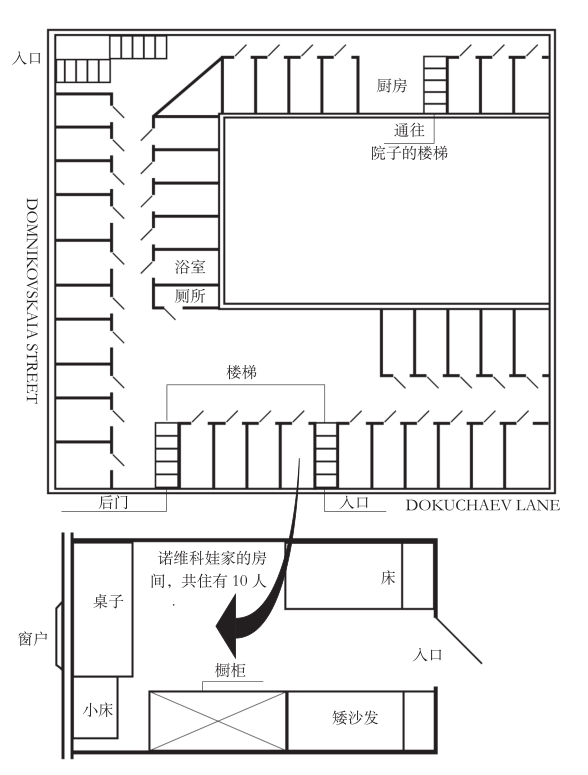 入口
厨房
通往
院子的楼梯
DOMNIKOVSKAIA STREET
浴室
厕所
楼梯
后门
入口
DOKUCHAEV LANE
诺维科娃家的房
间，共住有 10 人
床
桌子
窗户
入口
橱柜
小床
矮沙发